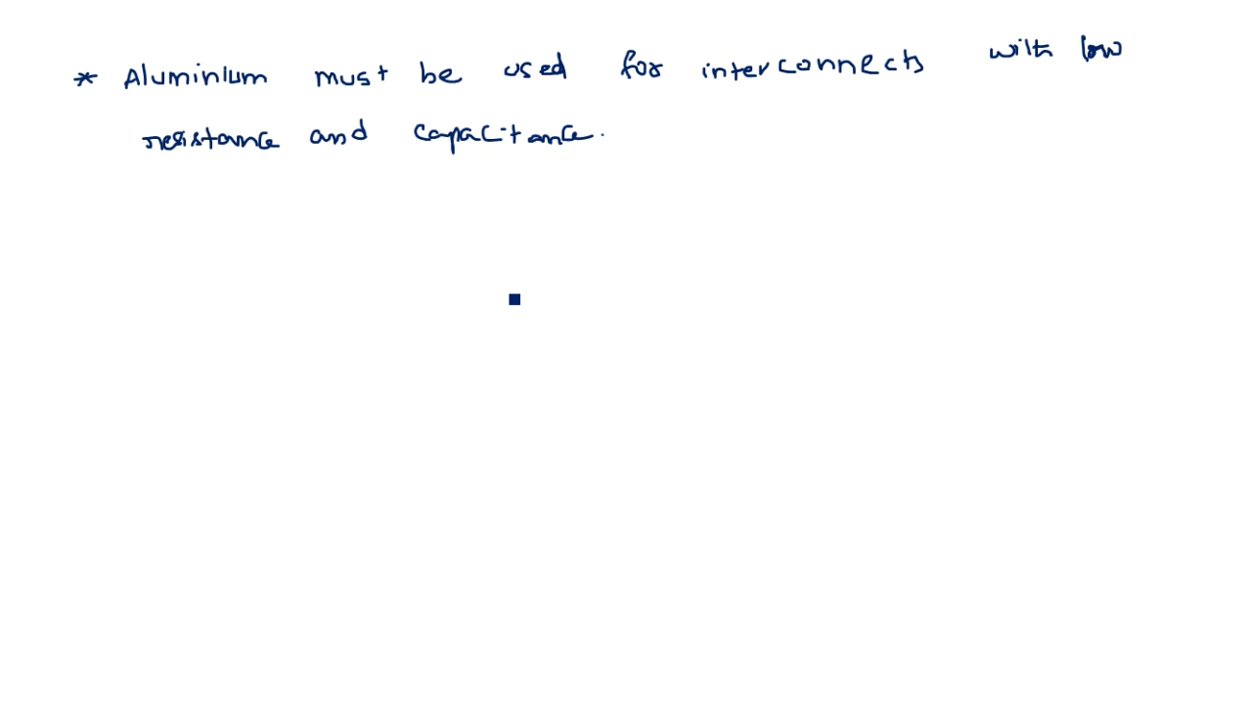 * Aluminium must be used for interconnects with low
resistance and capacitance.